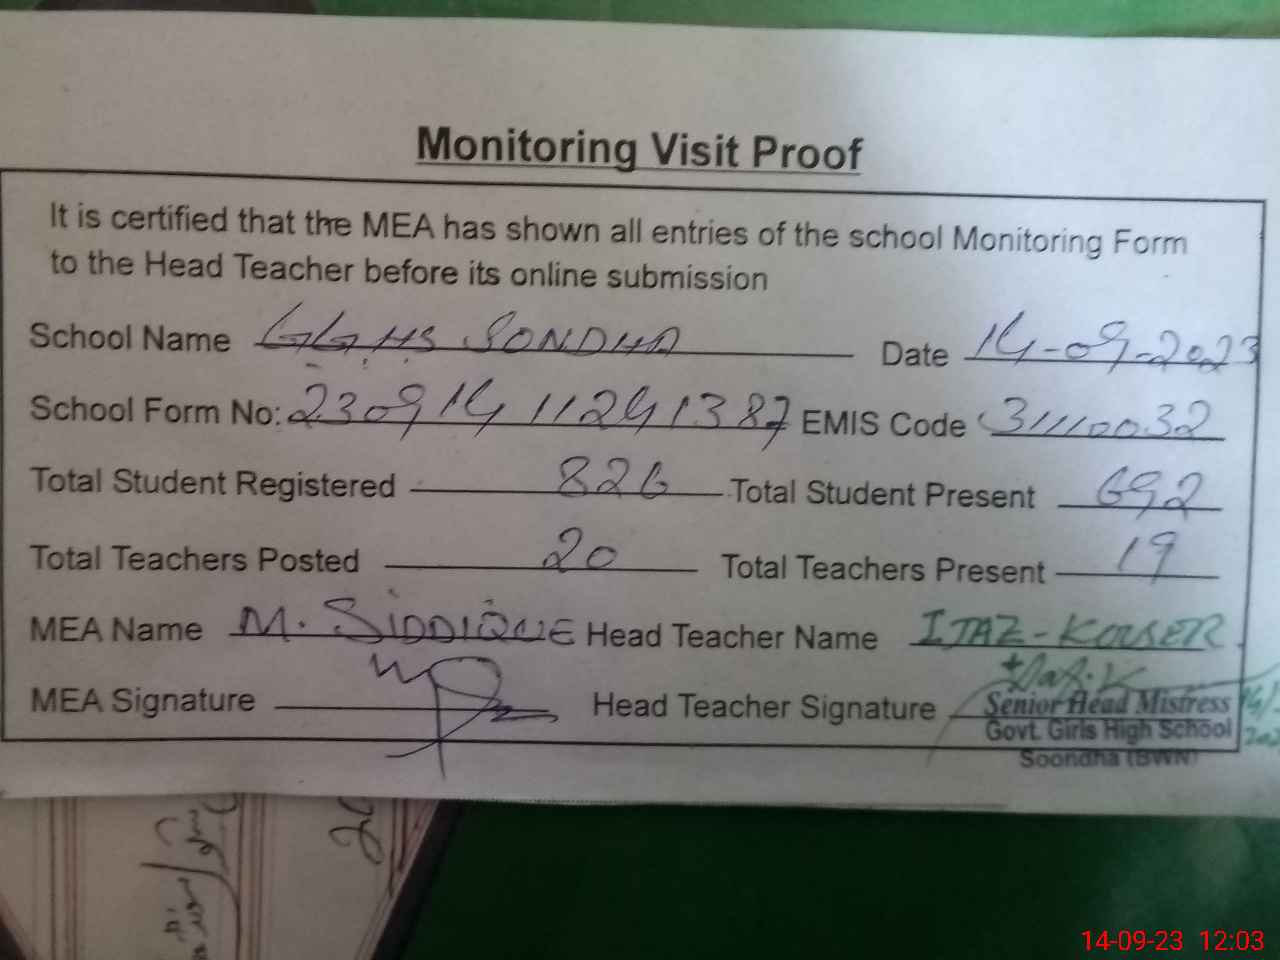 Monitoring Visit Proof
It is certified that the MEA has shown all entries of the school Monitoring Form
to the Head Teacher before its online submission
School Name GGHS SONDHA Date 14-09-2023
School Form No: 230914112413 87 EMIS Code 31110032
Total Student Registered 826 Total Student Present 692
Total Teachers Posted 20 Total Teachers Present 19
MEA Name M. SIDDIQUE Head Teacher Name IJAZ-KOUSER
MEA Signature Head Teacher Signature
Senior Head Mistress
Govt. Girls High School
Soondha (BWN)
14-09-23 12:03